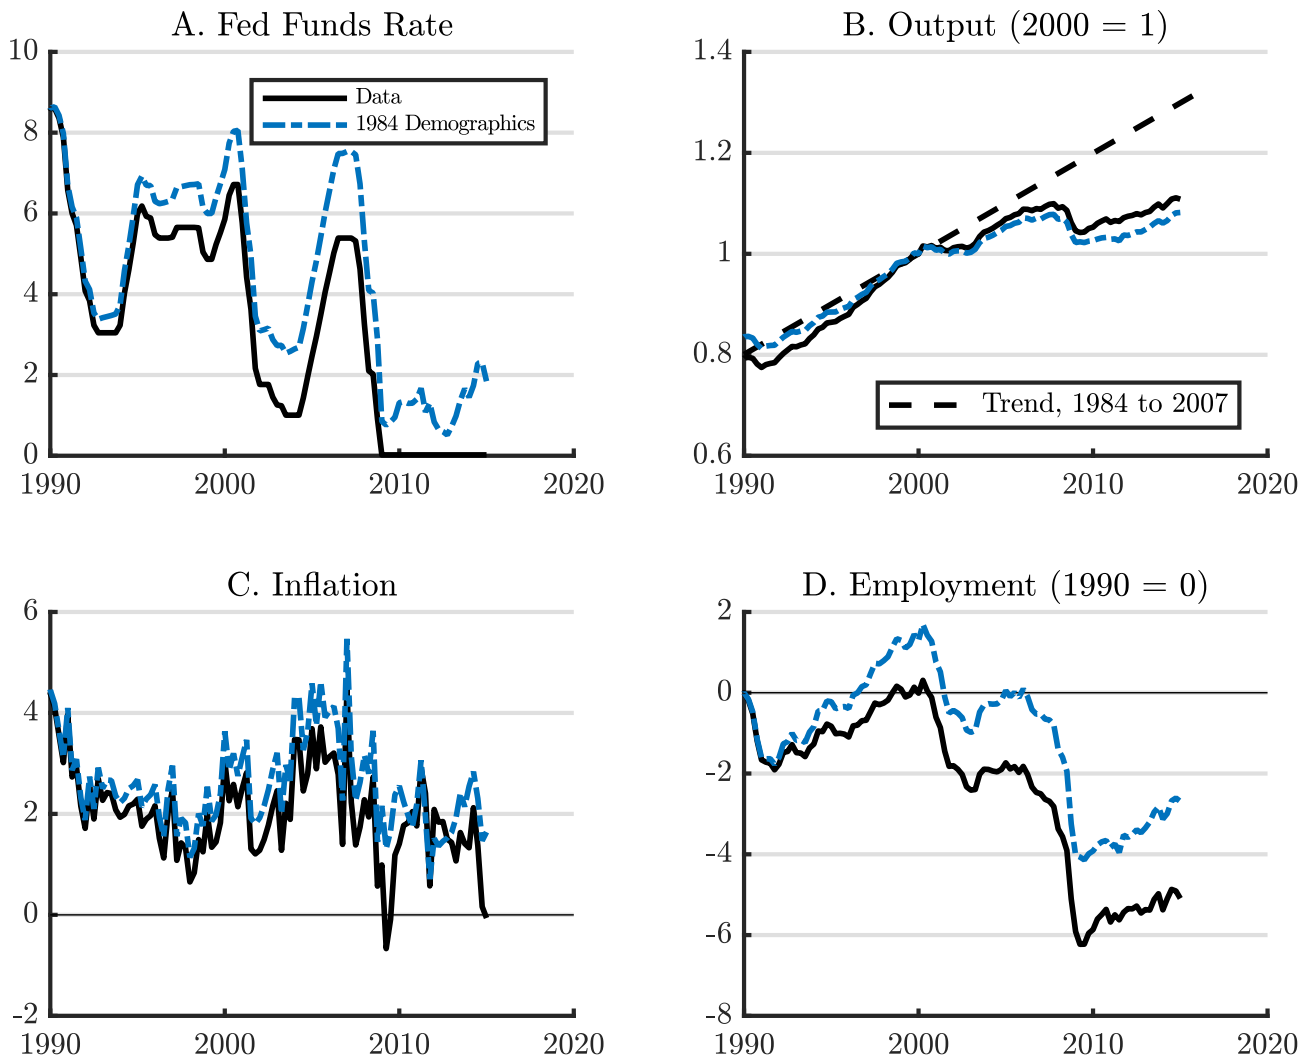 A. Fed Funds Rate
10
8
6
4
2
0
1990 2000 2010 2020
Data
1984 Demographics
B. Output (2000 = 1)
1.4
1.2
1
0.8
0.6
1990 2000 2010 2020
Trend, 1984 to 2007
C. Inflation
6
4
2
0
-2
1990 2000 2010 2020
D. Employment (1990 = 0)
2
0
-2
-4
-6
-8
1990 2000 2010 2020